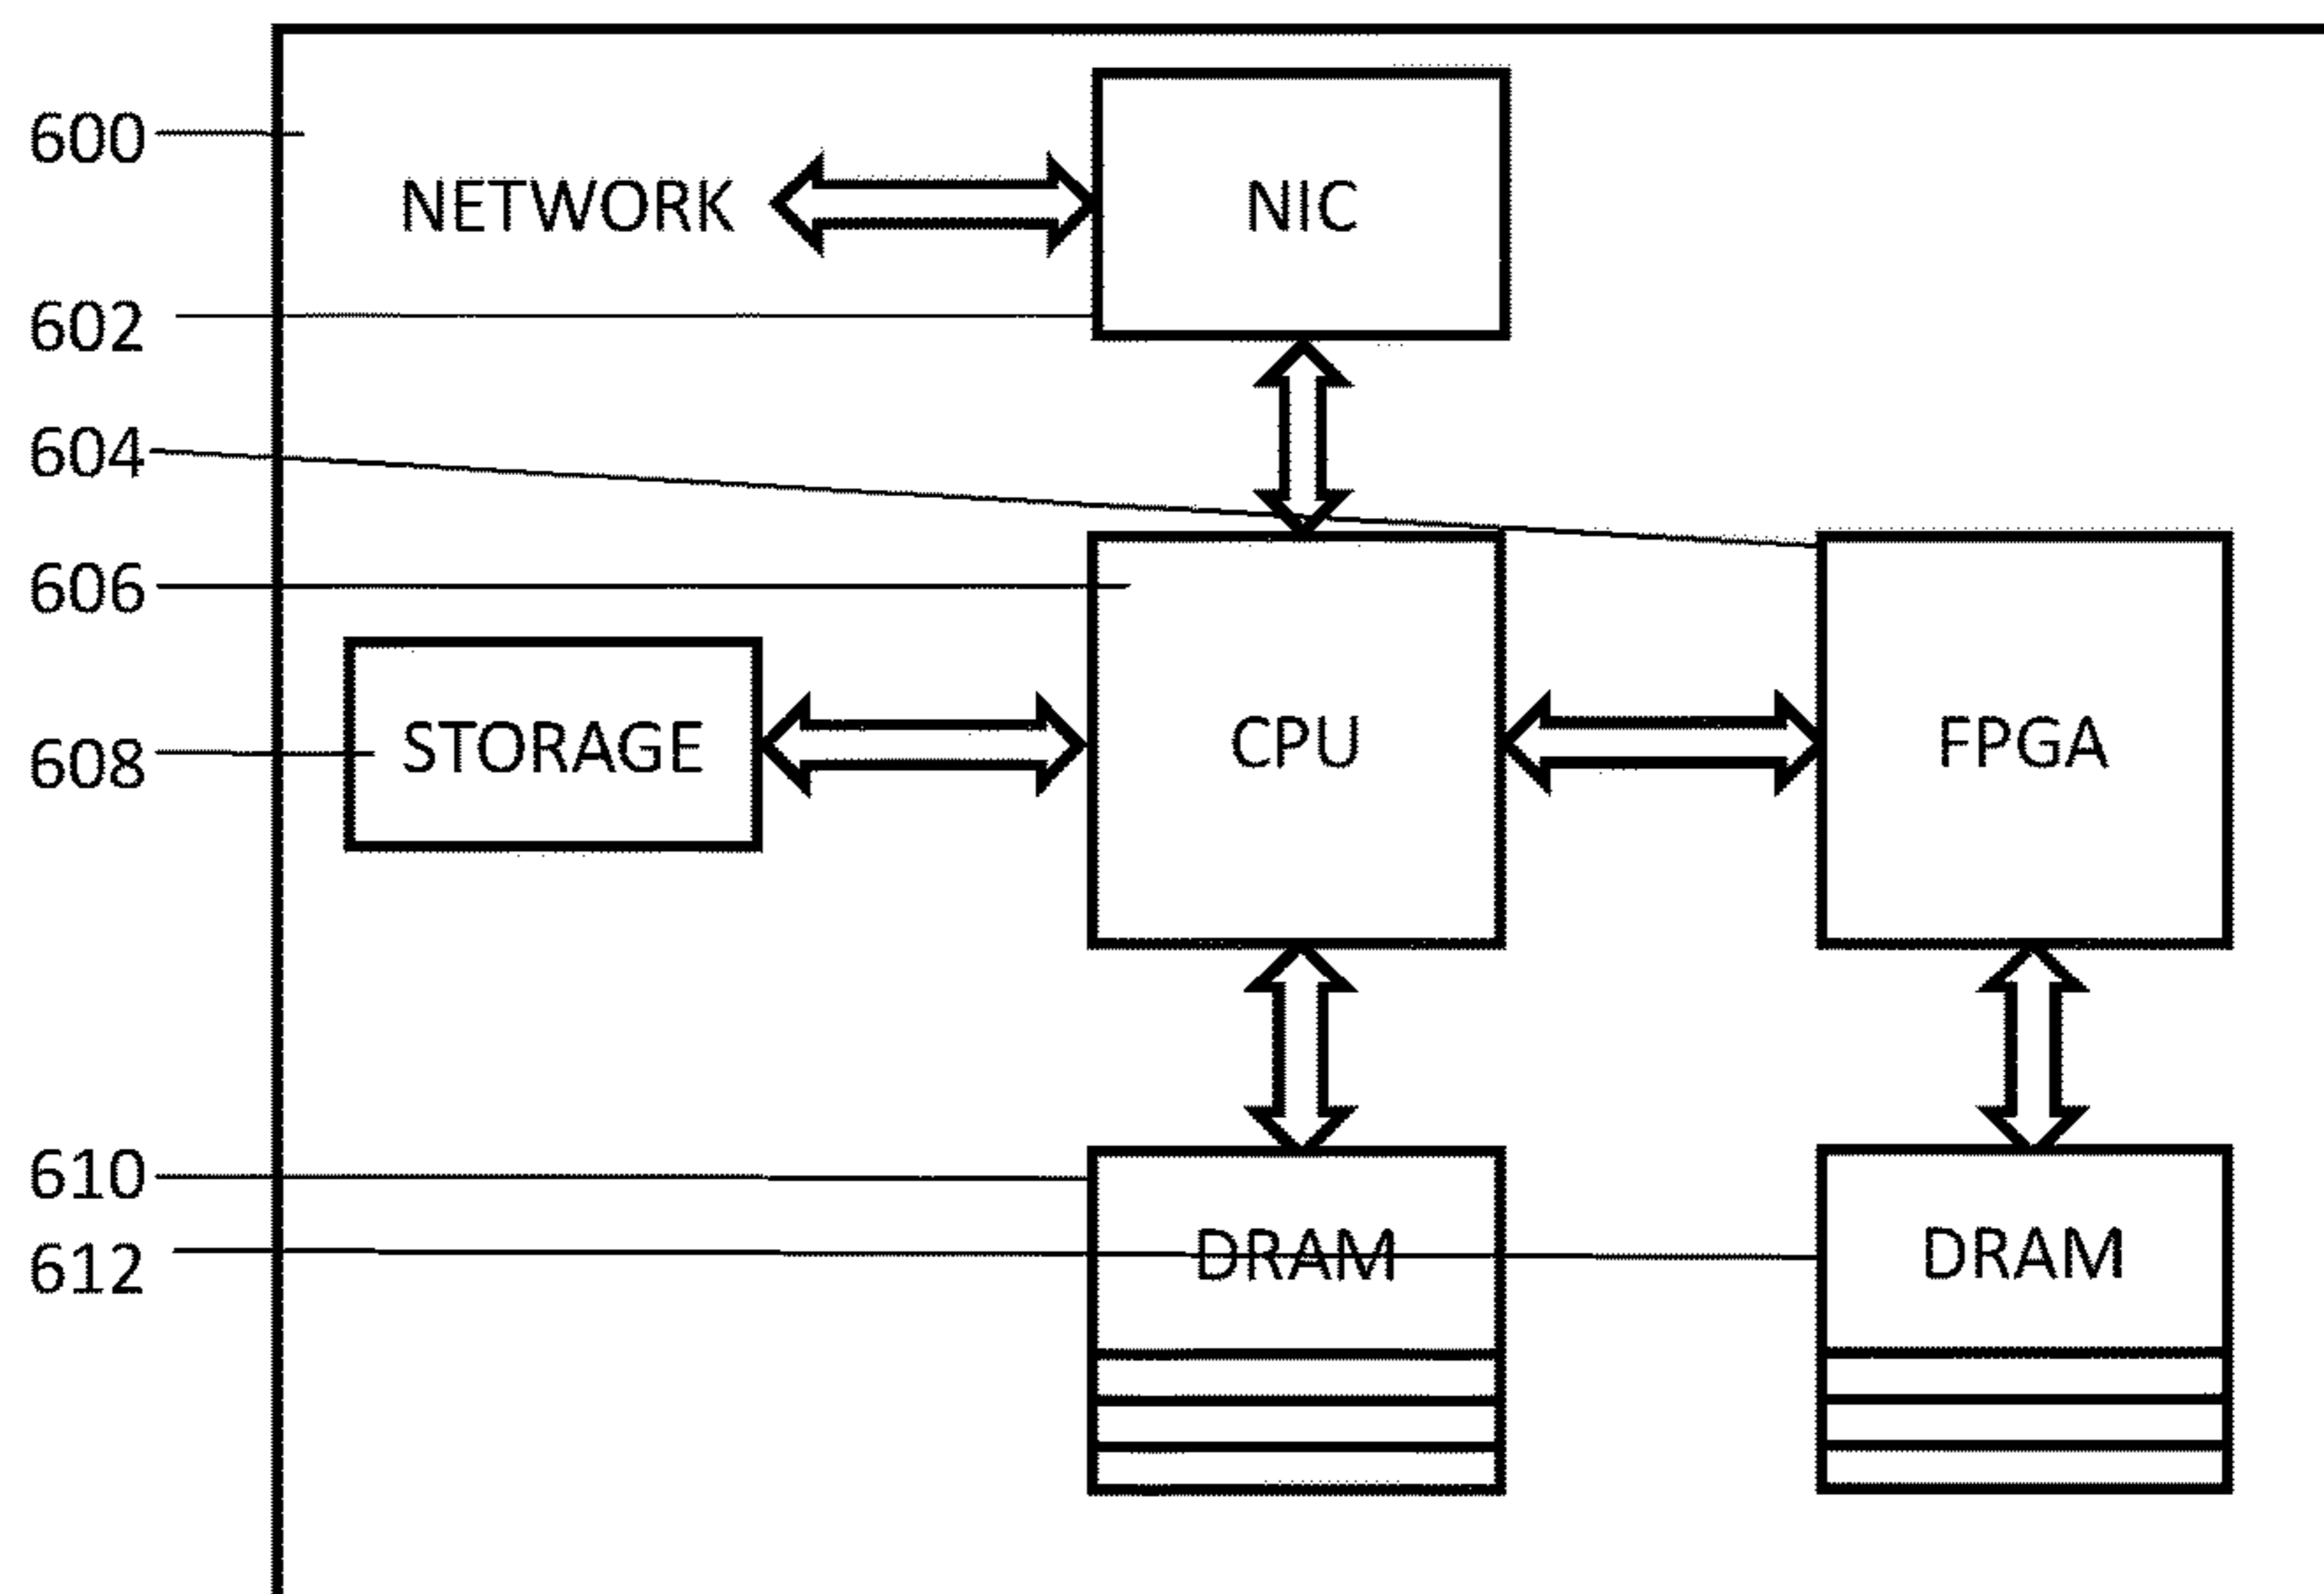 600
NETWORK
NIC
602
604
606
STORAGE
CPU
FPGA
608
610
DRAM
DRAM
612